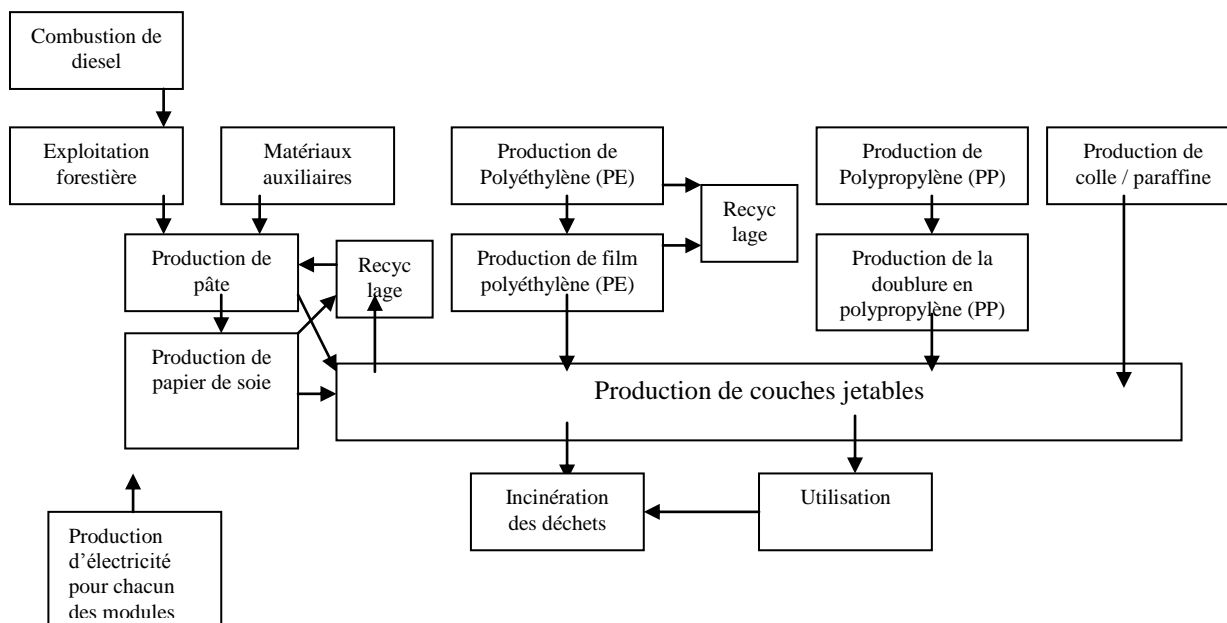 Combustion de
diesel
Exploitation
forestière
Matériaux
auxiliaires
Production de
Polyéthylène (PE)
Production de
Polypropylène (PP)
Production de
colle / paraffine
Recyc
lage
Production de
pâte
Recyc
lage
Production de film
polyéthylène (PE)
Production de la
doublure en
polypropylène (PP)
Production de
papier de soie
Production de couches jetables
Incinération
des déchets
Utilisation
Production
d’électricité
pour chacun
des modules